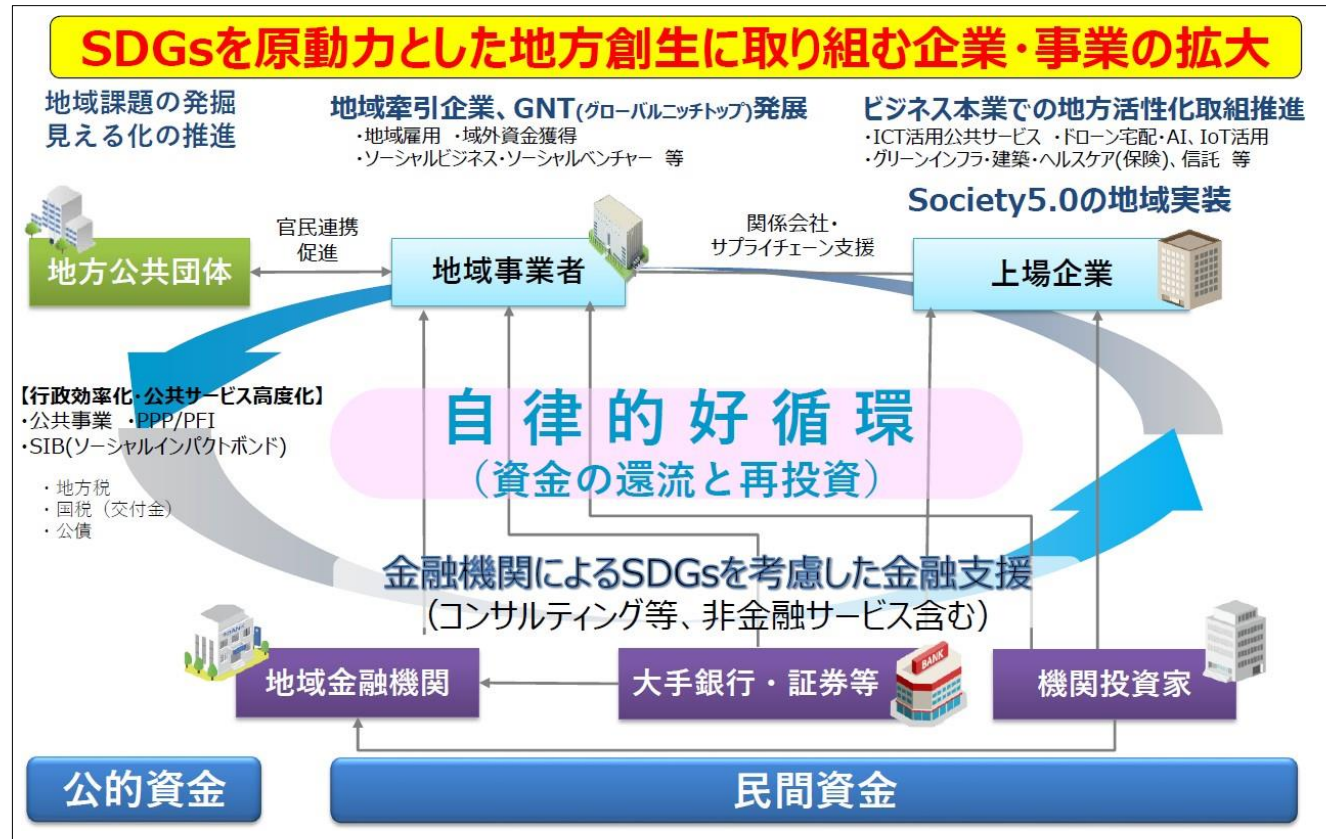 SDGsを原動力とした地方創生に取り組む企業・事業の拡大
地域課題の発掘
見える化の推進
地域牽引企業、GNT(グローバルニッチトップ)発展
・地域雇用 ・域外資金獲得
・ソーシャルビジネス・ソーシャルベンチャー 等
ビジネス本業での地方活性化取組推進
・ICT活用公共サービス ・ドローン宅配・AI、IoT活用
・グリーンインフラ・建築・ヘルスケア(保険)、信託 等
Society5.0の地域実装
地方公共団体
官民連携
促進
地域事業者
関係会社・
サプライチェーン支援
上場企業
【行政効率化・公共サービス高度化】
・公共事業 ・PPP/PFI
・SIB(ソーシャルインパクトボンド)
・地方税
・国税（交付金）
・公債
自律的好循環
（資金の還流と再投資）
金融機関によるSDGsを考慮した金融支援
（コンサルティング等、非金融サービス含む）
地域金融機関
大手銀行・証券等
BANK
機関投資家
公的資金
民間資金